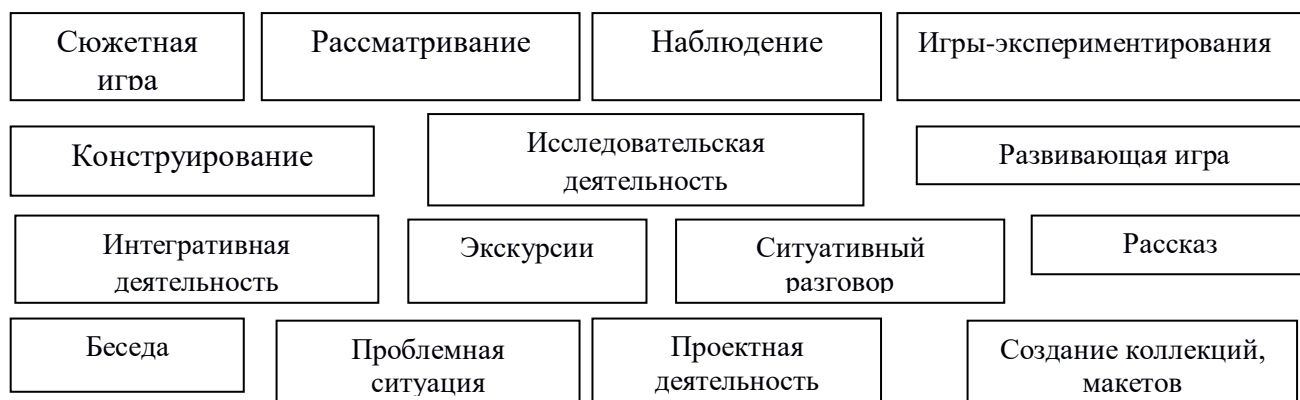 Сюжетная
игра
Рассматривание
Наблюдение
Игры-экспериментирования
Конструирование
Исследовательская
деятельность
Развивающая игра
Интегративная
деятельность
Экскурсии
Ситуативный
разговор
Рассказ
Беседа
Проблемная
ситуация
Проектная
деятельность
Создание коллекций,
макетов